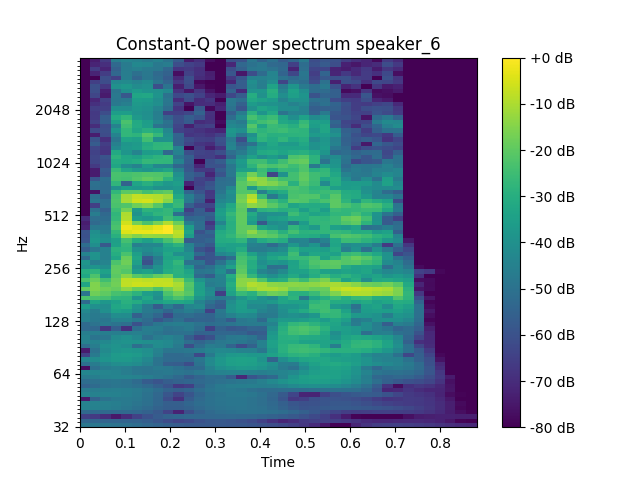 Constant-Q power spectrum speaker_6
Hz
2048
1024
512
256
128
64
32
0 0.1 0.2 0.3 0.4 0.5 0.6 0.7 0.8
Time
+0 dB
-10 dB
-20 dB
-30 dB
-40 dB
-50 dB
-60 dB
-70 dB
-80 dB